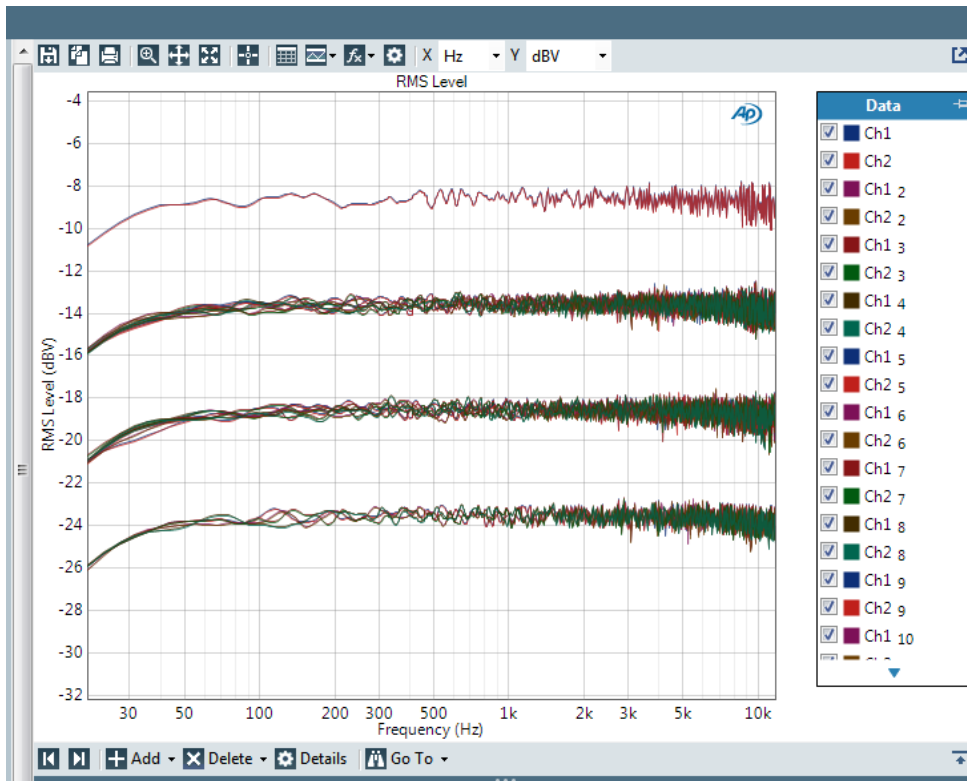 X Hz Y dBV
RMS Level
AP
Data
-4
-6
-8
-10
-12
-14
-16
-18
-20
-22
-24
-26
-28
-30
-32
RMS Level (dBV)
30 50 100 200 300 500 1k 2k 3k 5k 10k
Frequency (Hz)
Ch1
Ch2
Ch1 2
Ch2 2
Ch1 3
Ch2 3
Ch1 4
Ch2 4
Ch1 5
Ch2 5
Ch1 6
Ch2 6
Ch1 7
Ch2 7
Ch1 8
Ch2 8
Ch1 9
Ch2 9
Ch1 10
Add Delete Details Go To